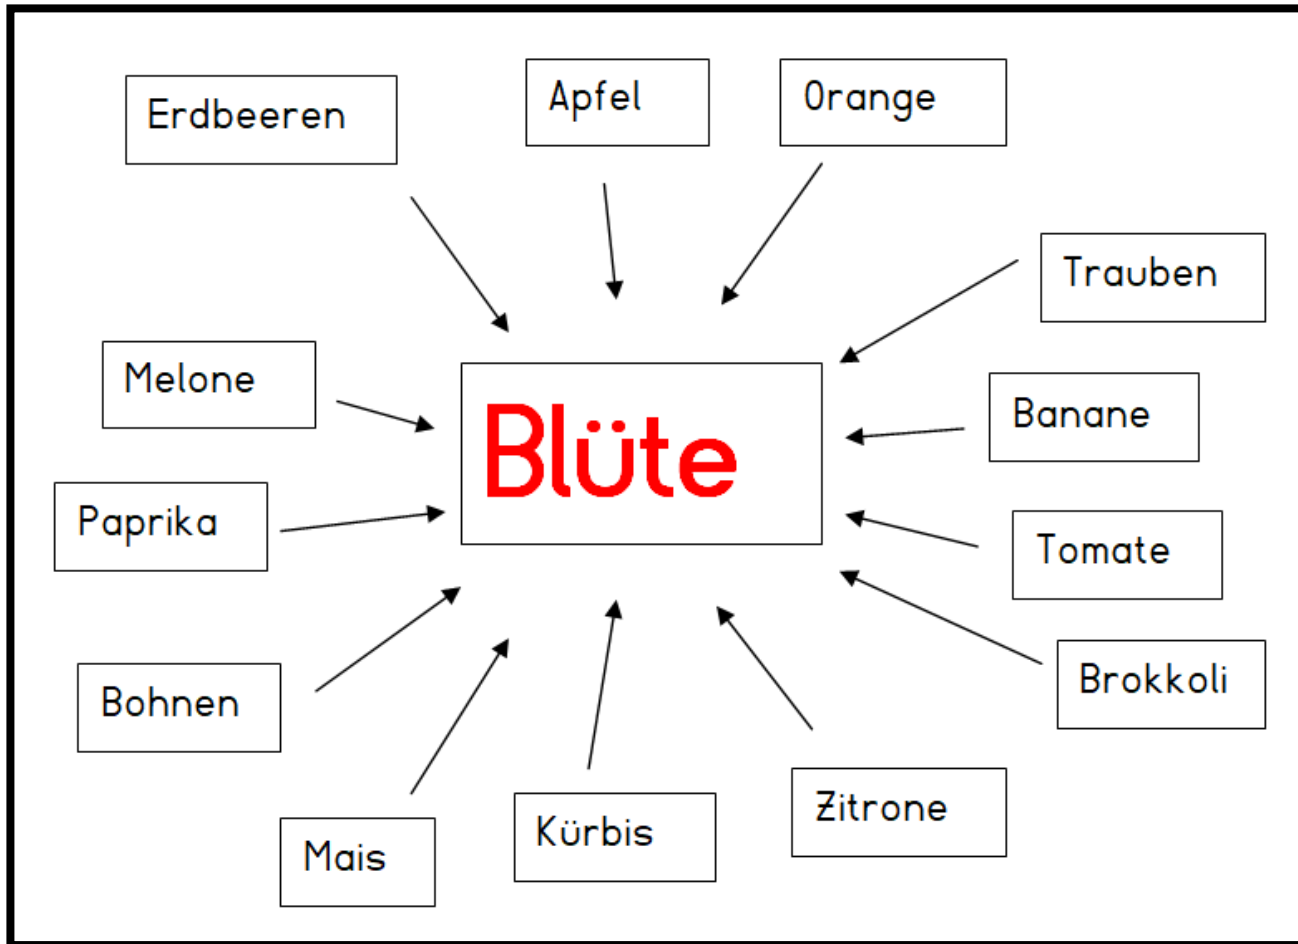 Erdbeeren
Apfel
Orange
Trauben
Melone
Blüte
Banane
Paprika
Tomate
Bohnen
Brokkoli
Mais
Kürbis
Zitrone